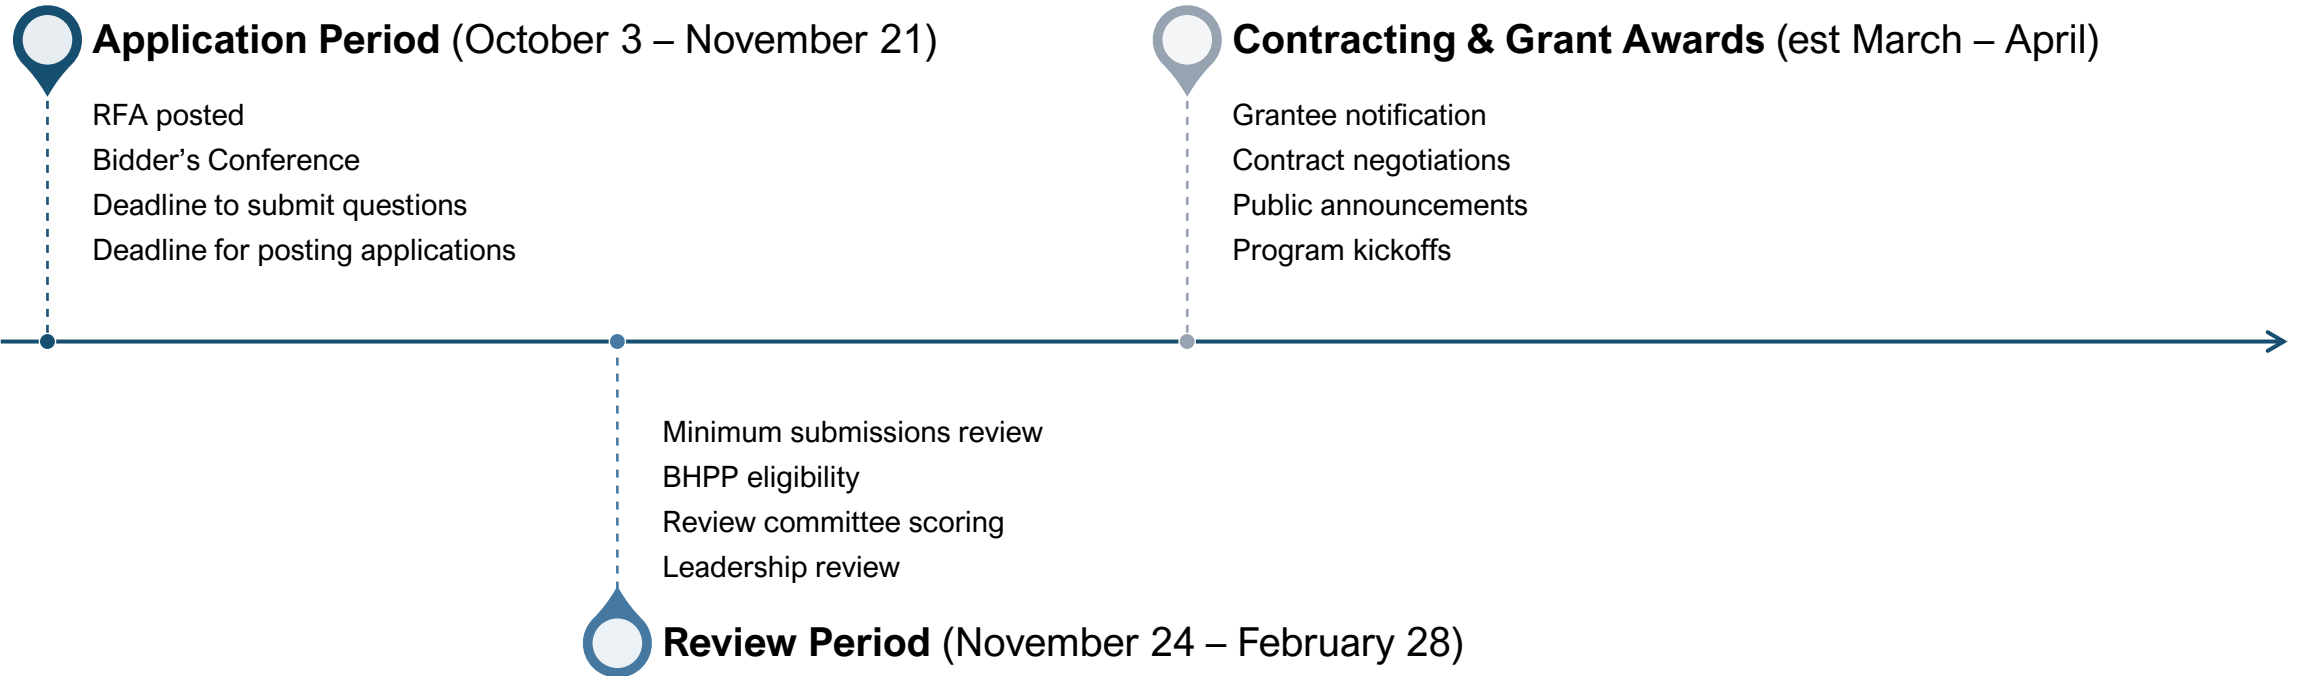 Application Period (October 3 – November 21)
RFA posted
Bidder’s Conference
Deadline to submit questions
Deadline for posting applications
Contracting & Grant Awards (est March – April)
Grantee notification
Contract negotiations
Public announcements
Program kickoffs
Minimum submissions review
BHPP eligibility
Review committee scoring
Leadership review
Review Period (November 24 – February 28)